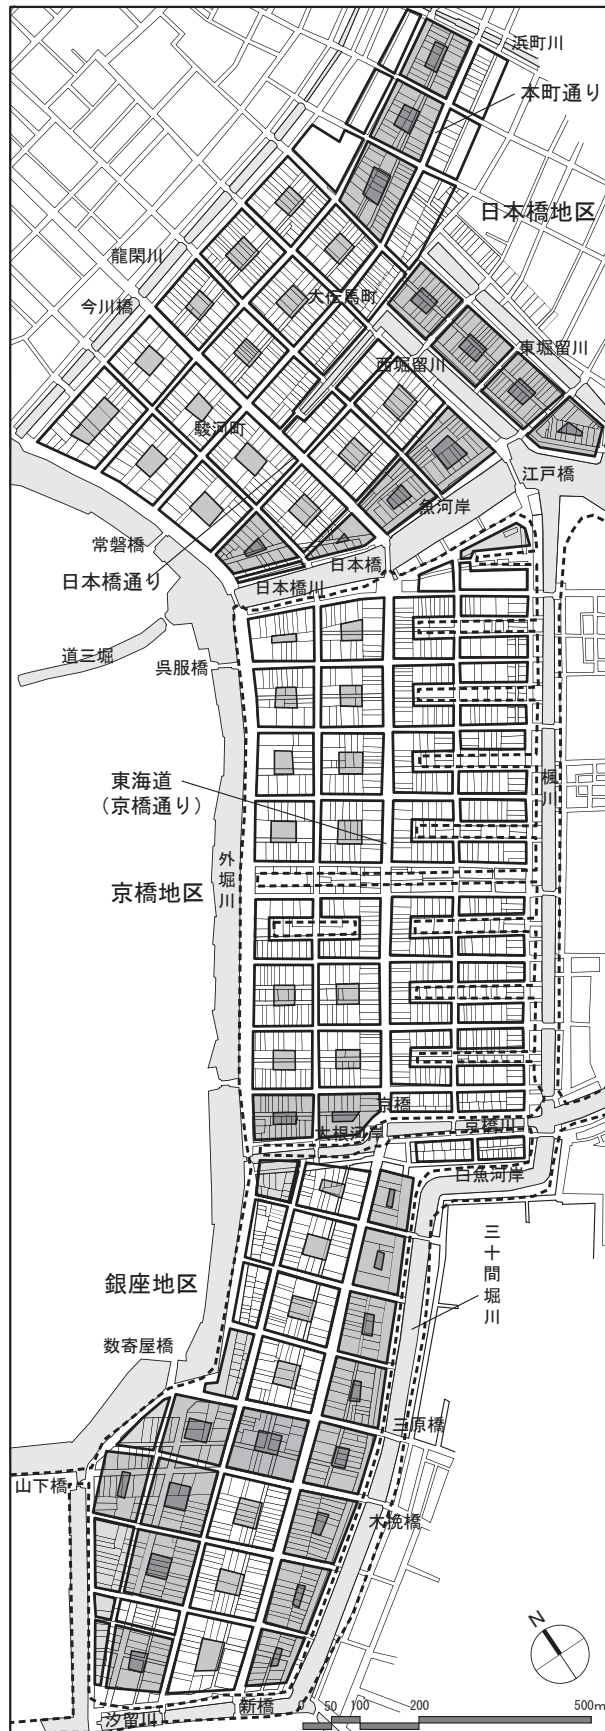 浜町川
本町通り
日本橋地区
龍閑川
今川橋
大伝馬町
東堀留川
西堀留川
駿河町
江戸橋
魚河岸
常磐橋
日本橋
日本橋通り
日本橋川
道三堀
呉服橋
東海道
（京橋通り）
楓川
外堀川
京橋地区
京橋
京橋川
大根河岸
白魚河岸
三十間堀川
銀座地区
数寄屋橋
三原橋
山下橋
木挽橋
N
新橋
汐留川
0 50 100 200 500m